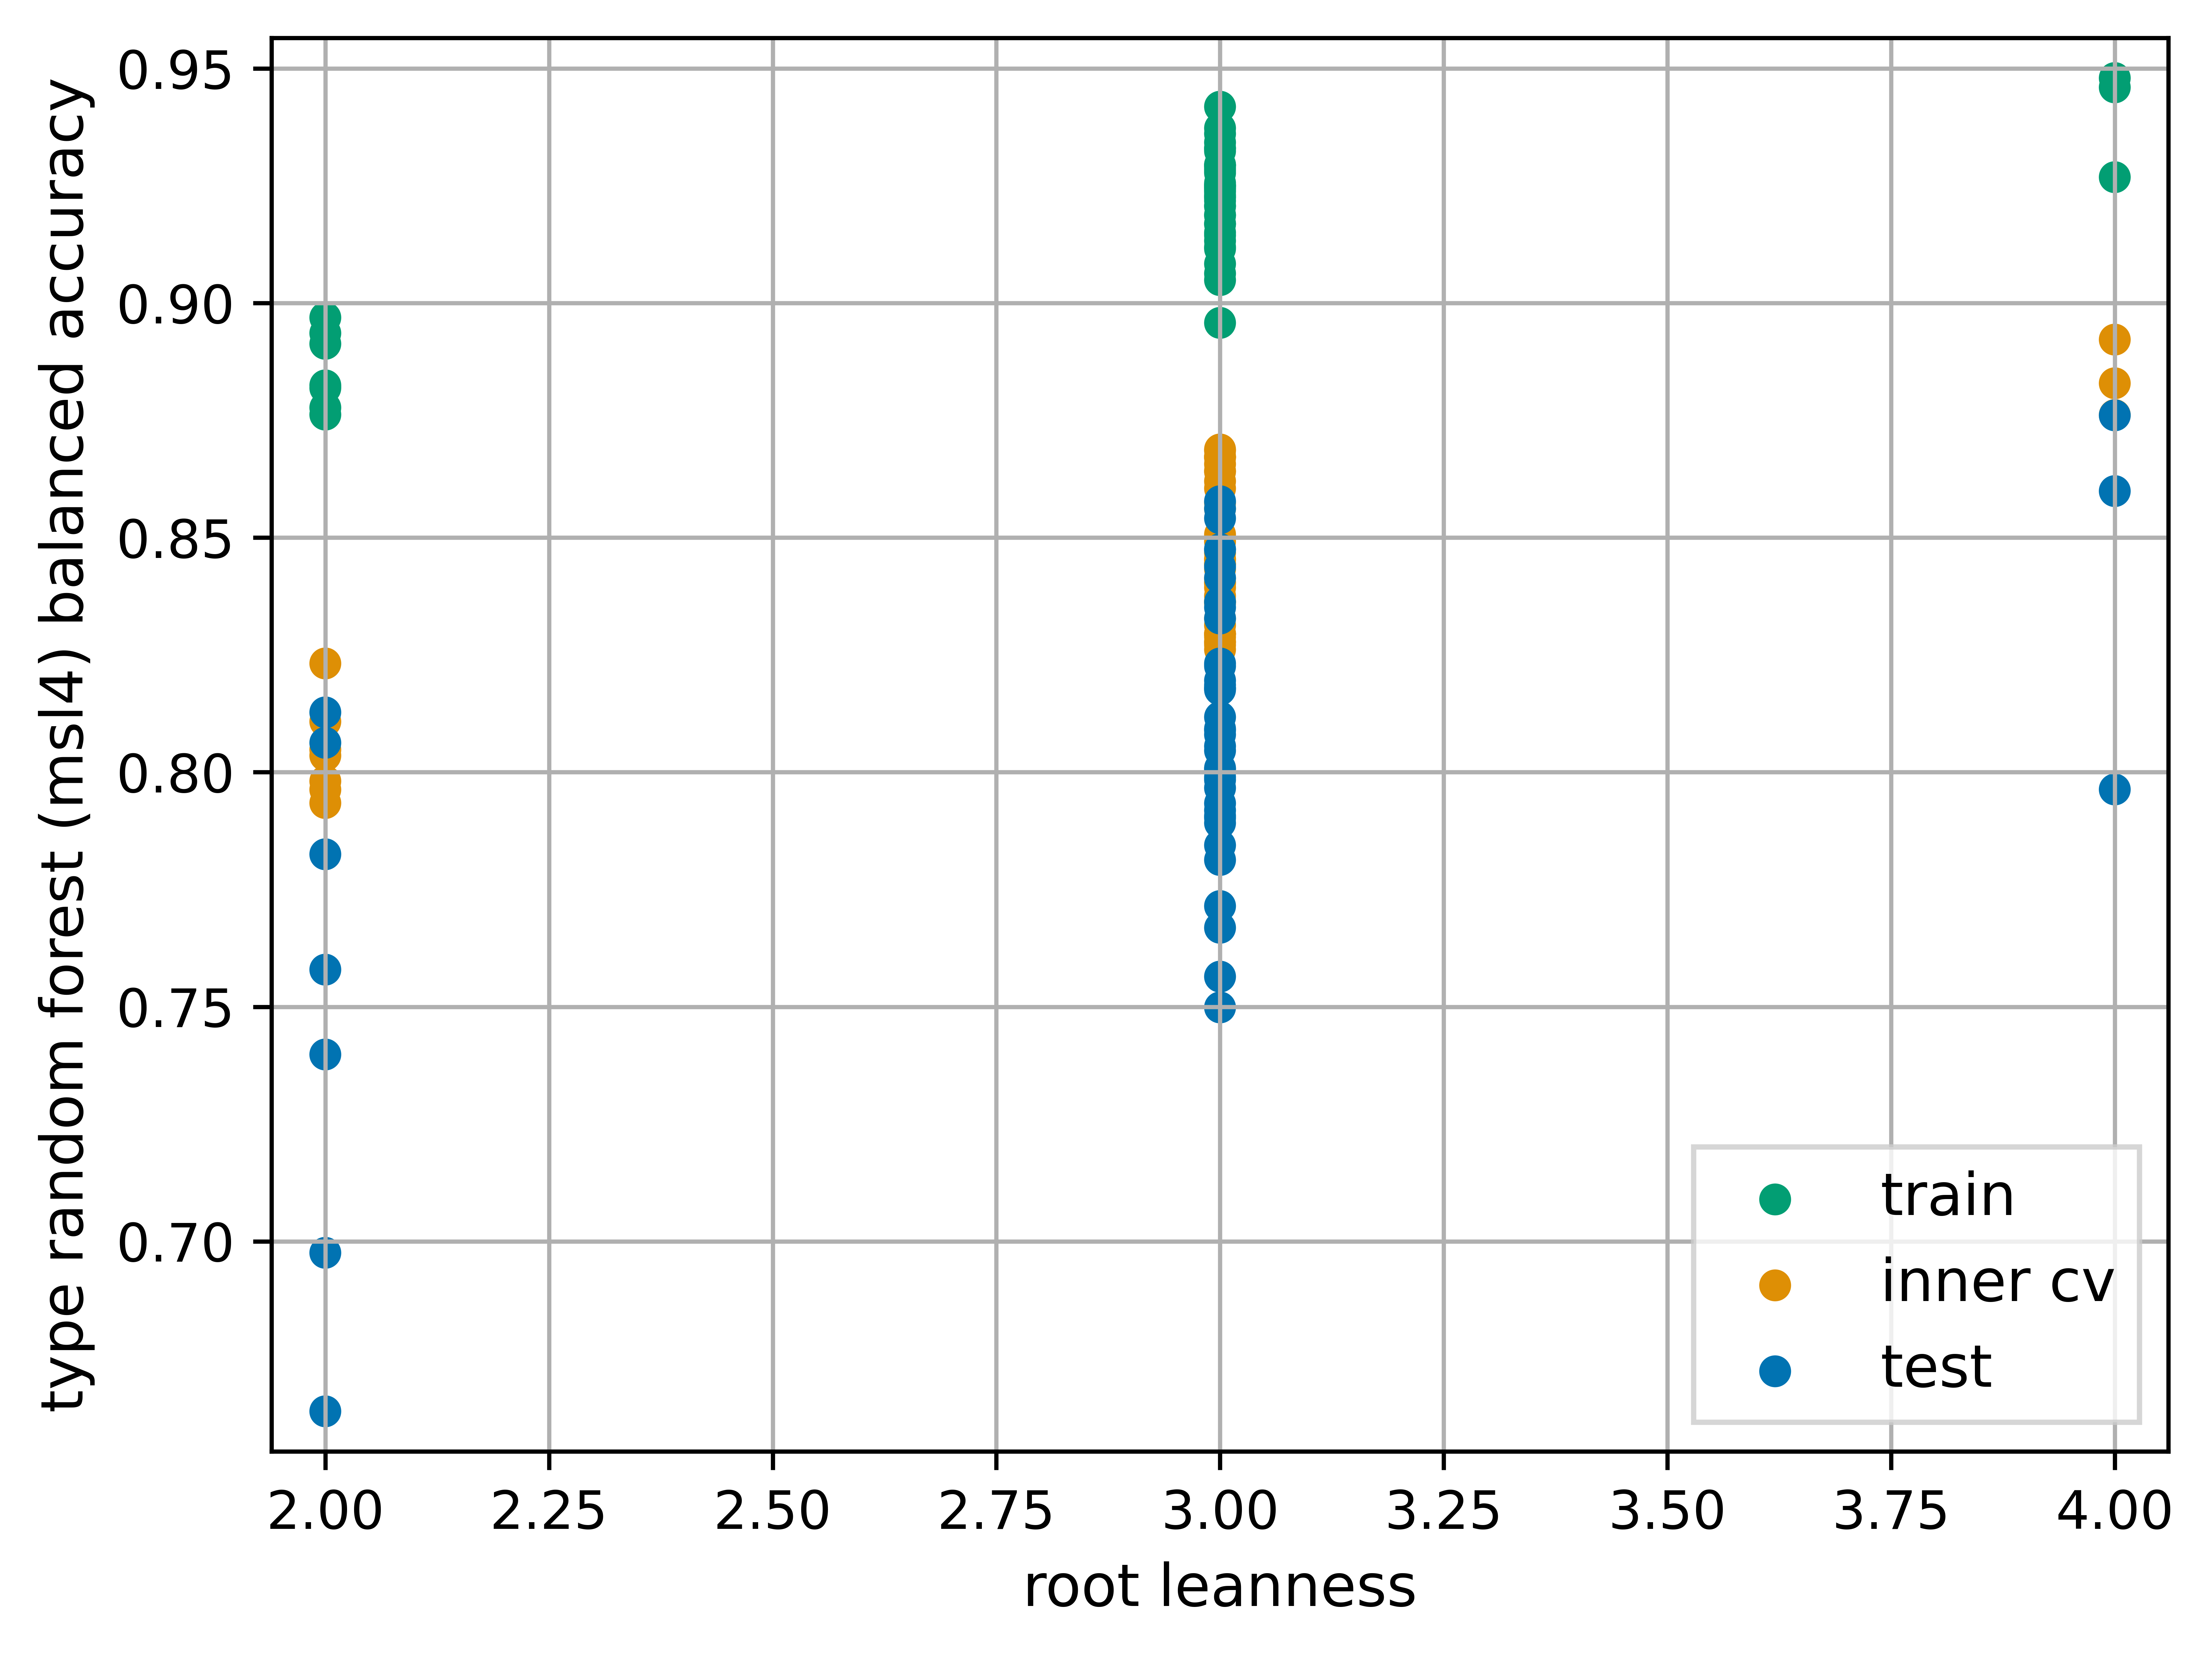 type random forest (msl4) balanced accuracy
0.95
0.90
0.85
0.80
0.75
0.70
train
inner cv
test
2.00 2.25 2.50 2.75 3.00 3.25 3.50 3.75 4.00
root leanness